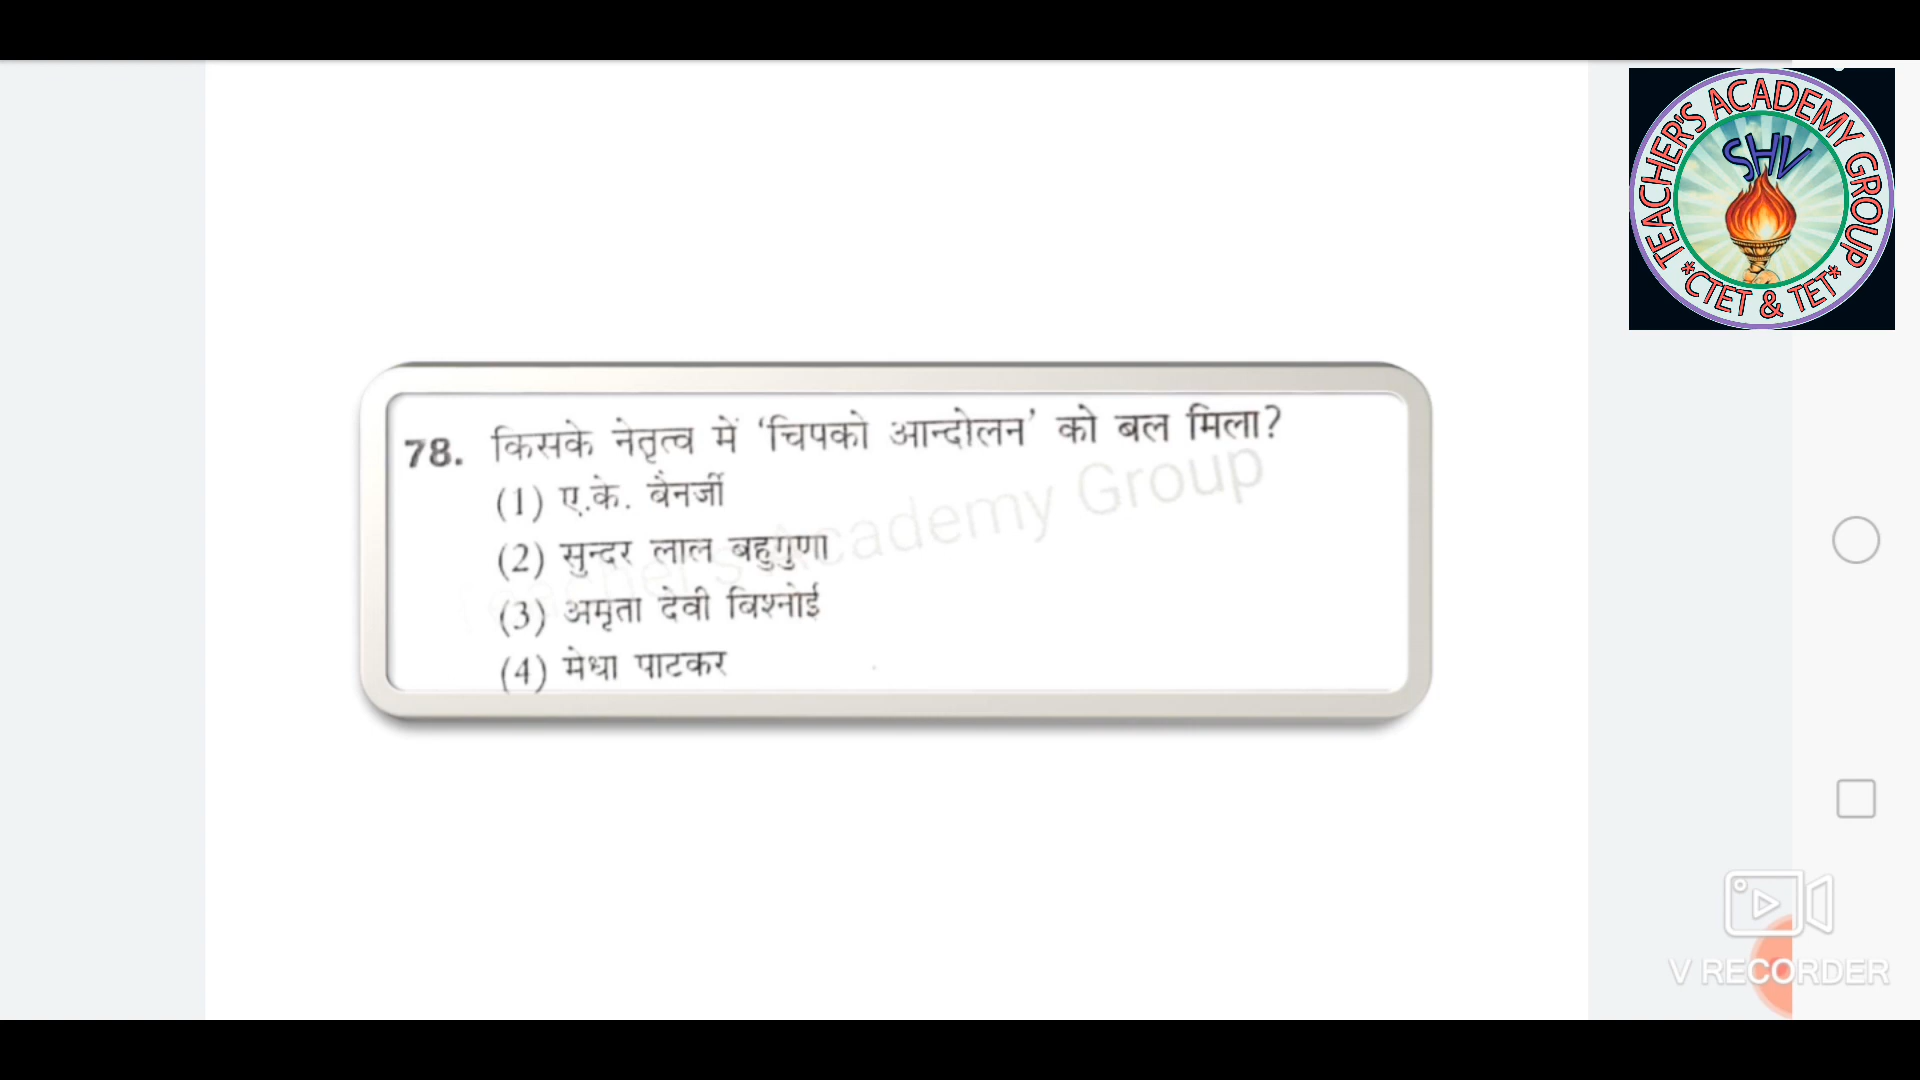 TEACHER'S ACADEMY GROUP
SHV
*CTET & TET*
78. किसके नेतृत्व में ‘चिपको आन्दोलन’ को बल मिला?
(1) ए.के. बैनर्जी
(2) सुन्दर लाल बहुगुणा
(3) अमृता देवी बिश्नोई
(4) मेधा पाटकर
Teacher's Academy Group
V RECORDER